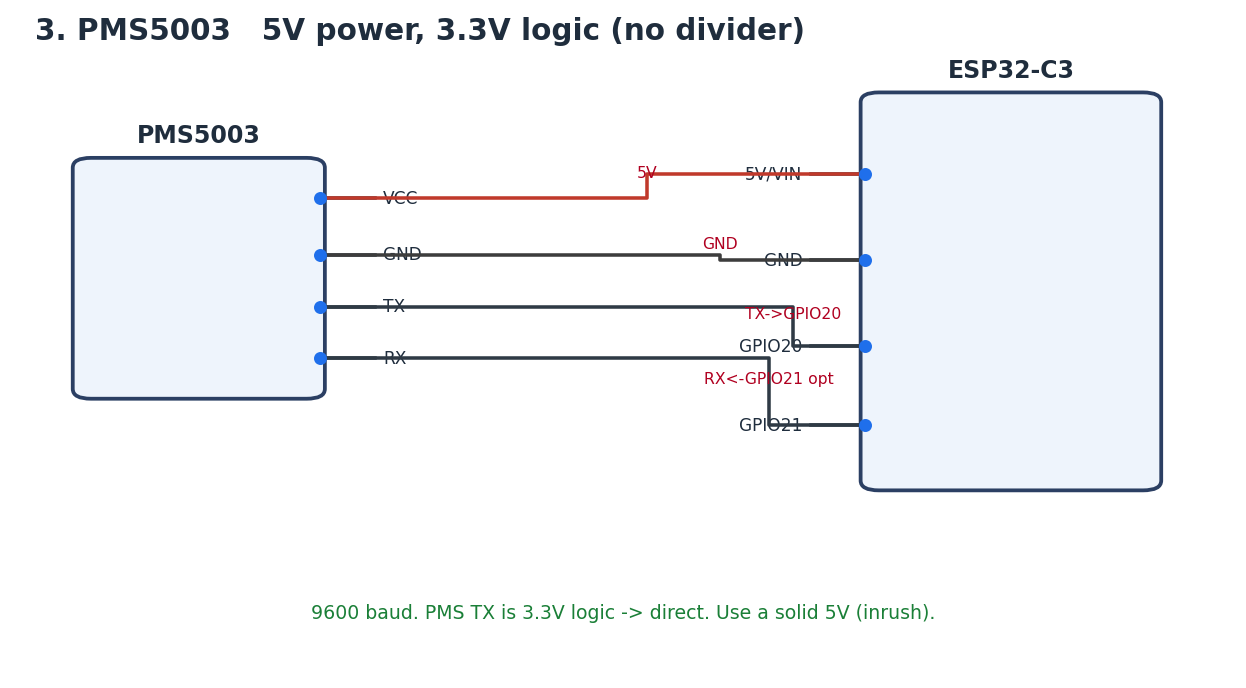 3. PMS5003   5V power, 3.3V logic (no divider)
ESP32-C3
PMS5003
5V
5V/VIN
VCC
GND
GND
GND
TX
TX->GPIO20
GPIO20
RX
RX<-GPIO21 opt
GPIO21
9600 baud. PMS TX is 3.3V logic -> direct. Use a solid 5V (inrush).